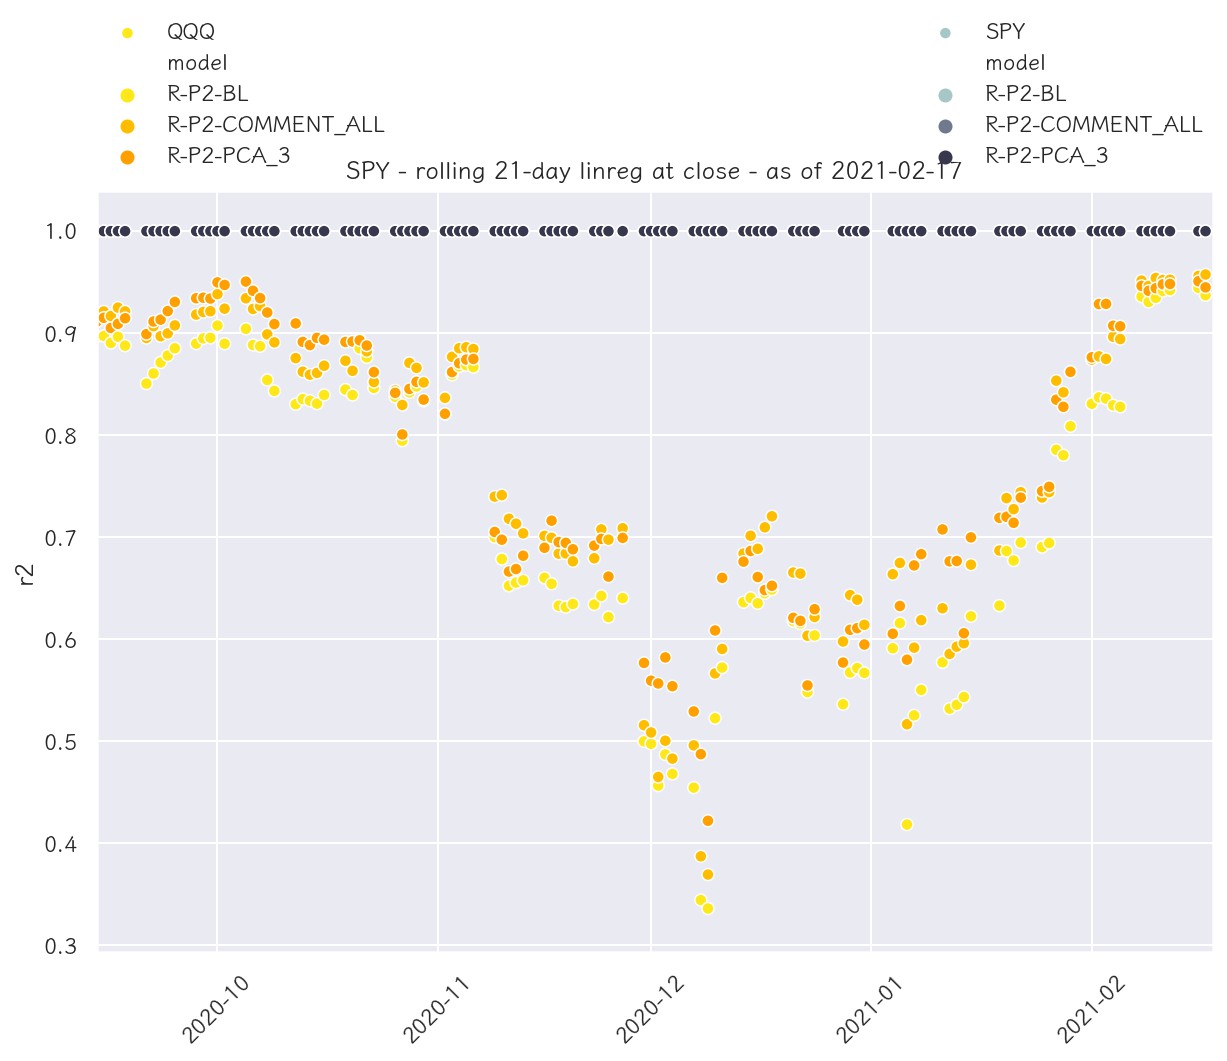 QQQ
model
R-P2-BL
R-P2-COMMENT_ALL
R-P2-PCA_3
SPY
model
R-P2-BL
R-P2-COMMENT_ALL
R-P2-PCA_3
SPY - rolling 21-day linreg at close - as of 2021-02-17
r2
1.0
0.9
0.8
0.7
0.6
0.5
0.4
0.3
2020-10
2020-11
2020-12
2021-01
2021-02